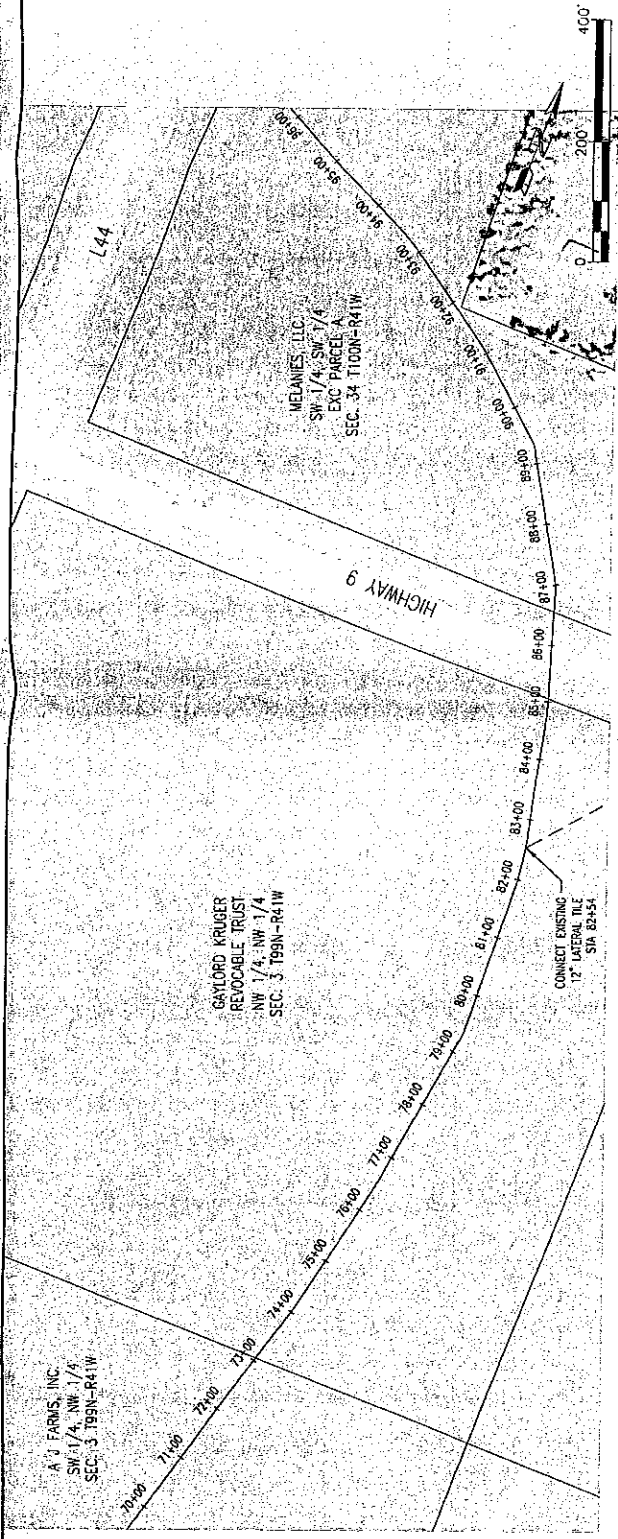 A J FARMS, INC.
SW 1/4, NW 1/4
SEC. 3 T99N-R41W
GAYLORD KRUGER
REVOCABLE TRUST
NW 1/4, NW 1/4
SEC. 3 T99N-R41W
MELANIES, LLC
SW 1/4, SW 1/4
EXC PARCEL A
SEC. 34 T100N-R41W
L44
HIGHWAY 9
70+00
71+00
72+00
73+00
74+00
75+00
76+00
77+00
78+00
79+00
80+00
81+00
82+00
83+00
84+00
85+00
86+00
87+00
88+00
89+00
90+00
91+00
92+00
93+00
94+00
95+00
96+00
CONNECT EXISTING
12" LATERAL TILE
STA 82+54
0 200' 400'